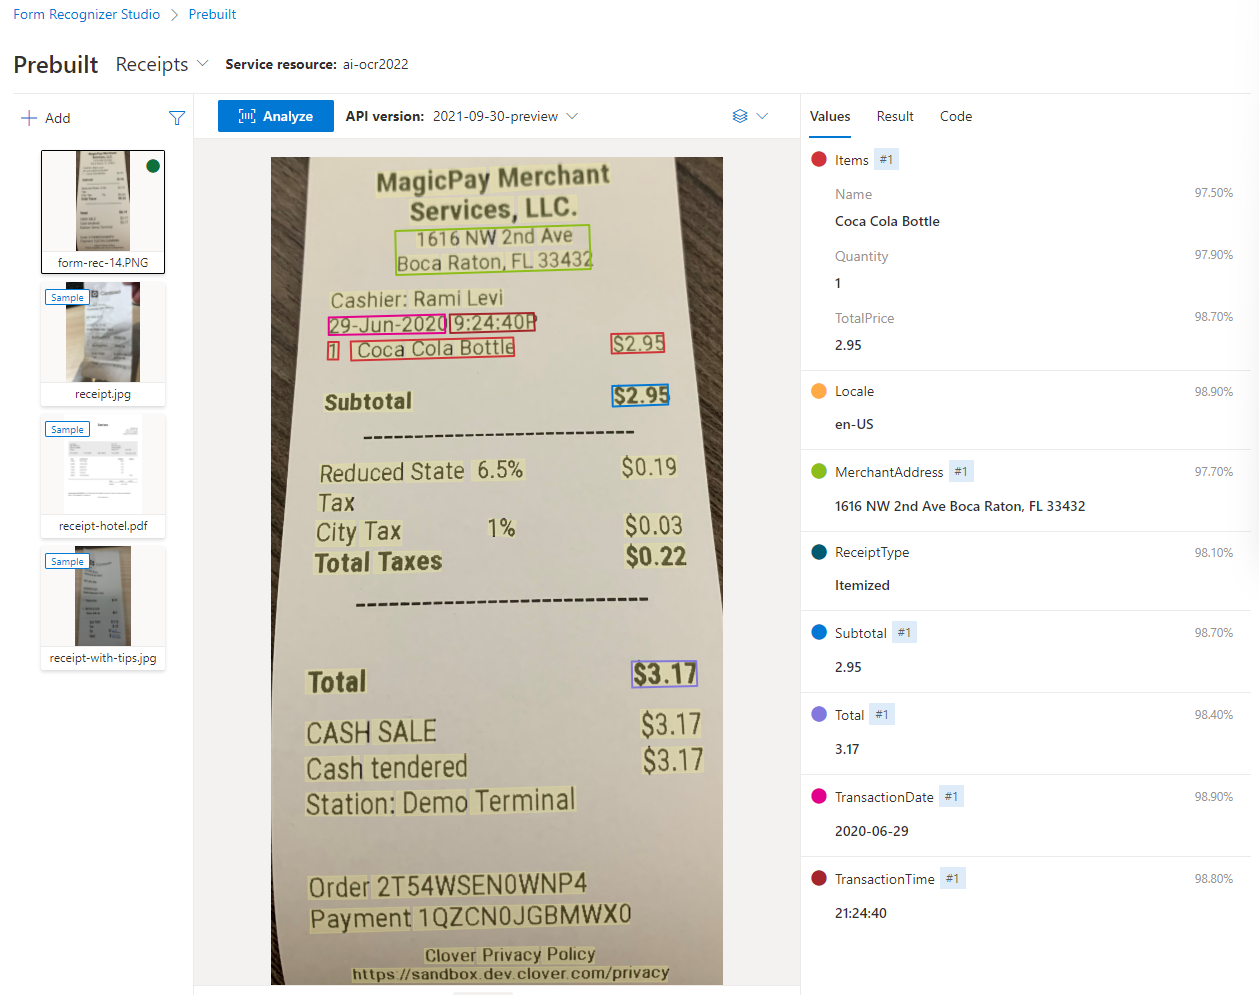 Form Recognizer Studio > Prebuilt
Prebuilt Receipts Service resource: ai-ocr2022
Add
form-rec-14.PNG
Sample
receipt.jpg
Sample
receipt-hotel.pdf
Sample
receipt-with-tips.jpg
Analyze API version: 2021-09-30-preview
MagicPay Merchant
Services, LLC.
1616 NW 2nd Ave
Boca Raton, FL 33432
Cashier: Rami Levi
29-Jun-2020 9:24:40P
1 Coca Cola Bottle $2.95
Subtotal $2.95
Reduced State 6.5% $0.19
Tax
City Tax 1% $0.03
Total Taxes $0.22
Total $3.17
CASH SALE $3.17
Cash tendered $3.17
Station: Demo Terminal
Order 2T54WSEN0WNP4
Payment 1QZCN0JGBMWX0
Clover Privacy Policy
https://sandbox.dev.clover.com/privacy
Values Result Code
Items #1
Name 97.50%
Coca Cola Bottle
Quantity 97.90%
1
TotalPrice 98.70%
2.95
Locale 98.90%
en-US
MerchantAddress #1 97.70%
1616 NW 2nd Ave Boca Raton, FL 33432
ReceiptType 98.10%
Itemized
Subtotal #1 98.70%
2.95
Total #1 98.40%
3.17
TransactionDate #1 98.90%
2020-06-29
TransactionTime #1 98.80%
21:24:40